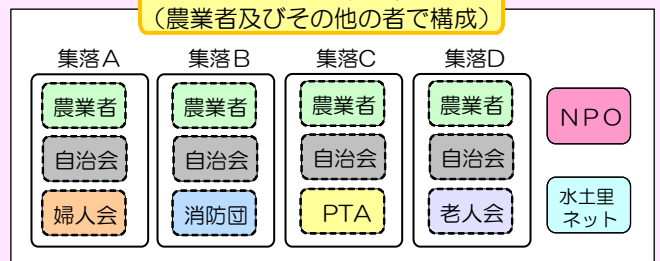 （農業者及びその他の者で構成）
集落A
集落B
集落C
集落D
農業者
農業者
農業者
農業者
NPO
自治会
自治会
自治会
自治会
婦人会
消防団
PTA
老人会
水土里
ネット